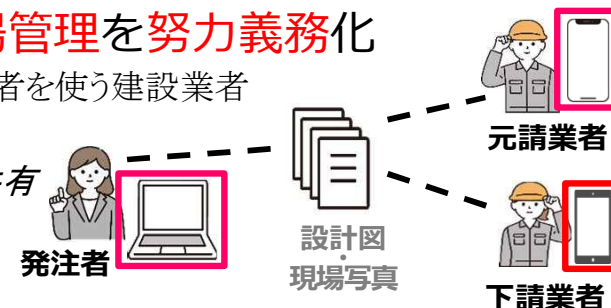 場管理を努力義務化
者を使う建設業者
有
発注者
設計図
・
現場写真
元請業者
下請業者